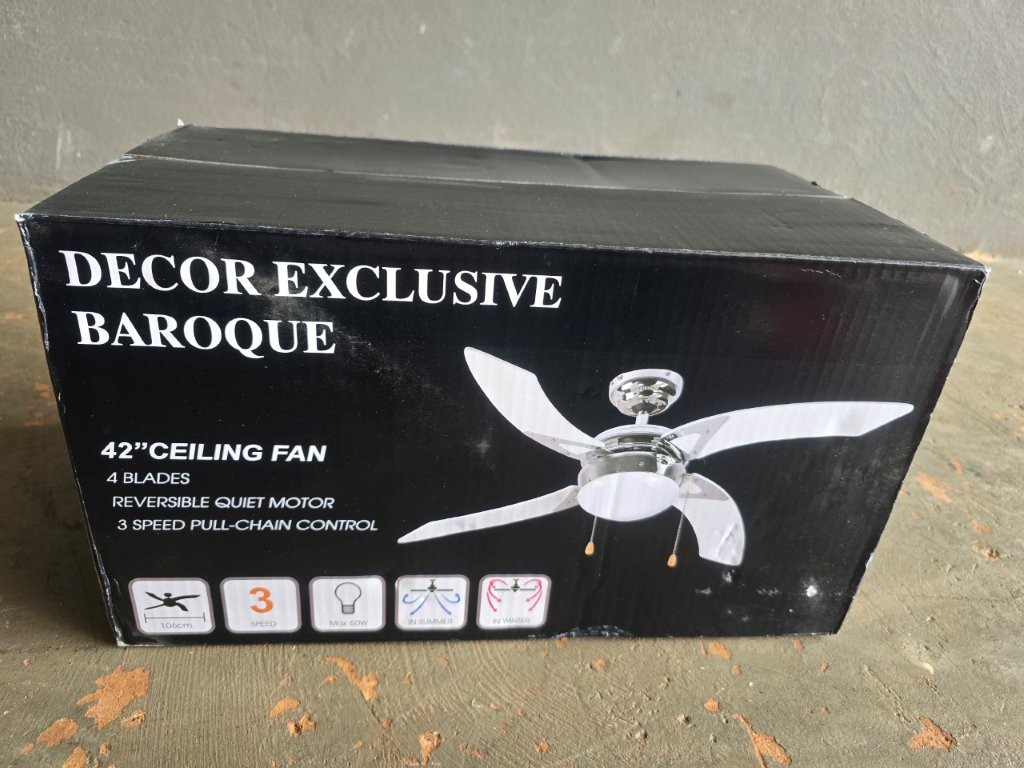 DECOR EXCLUSIVE
BAROQUE
42”CEILING FAN
4 BLADES
REVERSIBLE QUIET MOTOR
3 SPEED PULL-CHAIN CONTROL
106cm
3
SPEED
Max 60W
IN SUMMER
IN WINTER